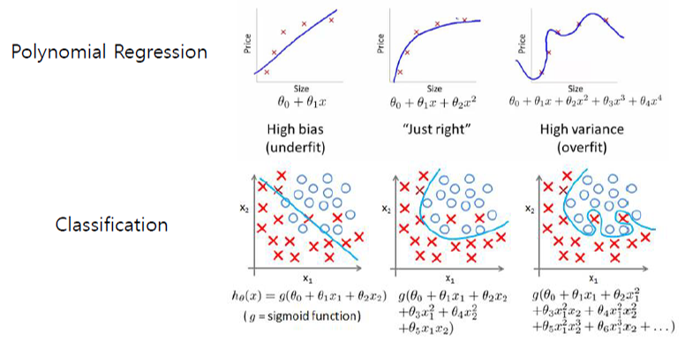 Polynomial Regression
Price
Size
θ₀ + θ₁x
High bias
(underfit)
Price
Size
θ₀ + θ₁x + θ₂x²
“Just right”
Price
Size
θ₀ + θ₁x + θ₂x² + θ₃x³ + θ₄x⁴
High variance
(overfit)
Classification
x₂
x₁
h_θ(x) = g(θ₀ + θ₁x₁ + θ₂x₂)
(g = sigmoid function)
x₂
x₁
g(θ₀ + θ₁x₁ + θ₂x₂
+θ₃x₁² + θ₄x₂²
+θ₅x₁x₂)
x₂
x₁
g(θ₀ + θ₁x₁ + θ₂x₁²
+θ₃x₁²x₂ + θ₄x₁²x₂²
+θ₅x₁²x₂³ + θ₆x₁³x₂ + ...)